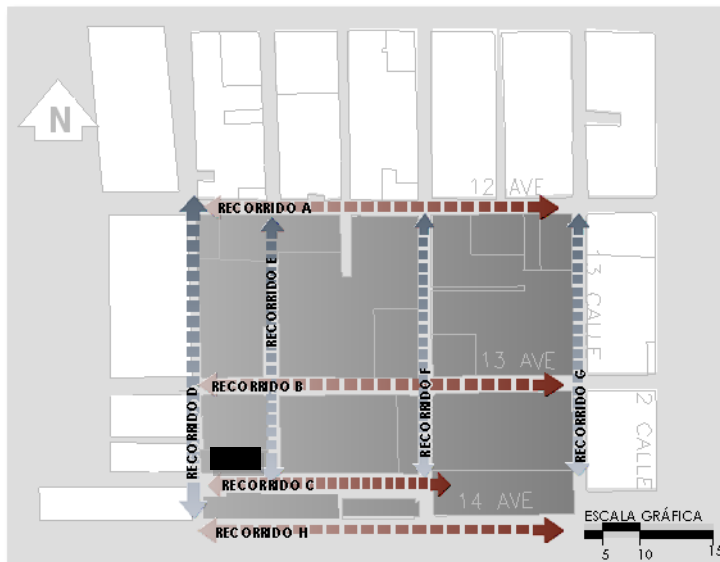 N
12 AVE
RECORRIDO A
RECORRIDO E
13 CALLE
13 AVE
RECORRIDO D
RECORRIDO B
RECORRIDO F
RECORRIDO G
2 CALLE
RECORRIDO C
14 AVE
RECORRIDO H
ESCALA GRÁFICA
5 10 15